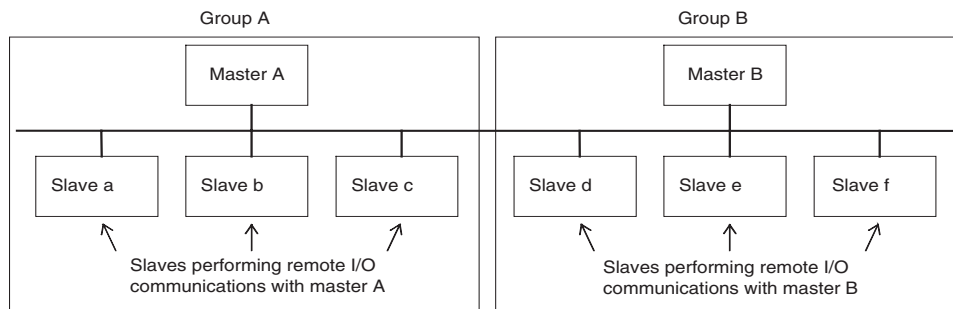 Group A
Group B
Master A
Master B
Slave a
Slave b
Slave c
Slave d
Slave e
Slave f
Slaves performing remote I/O
communications with master A
Slaves performing remote I/O
communications with master B